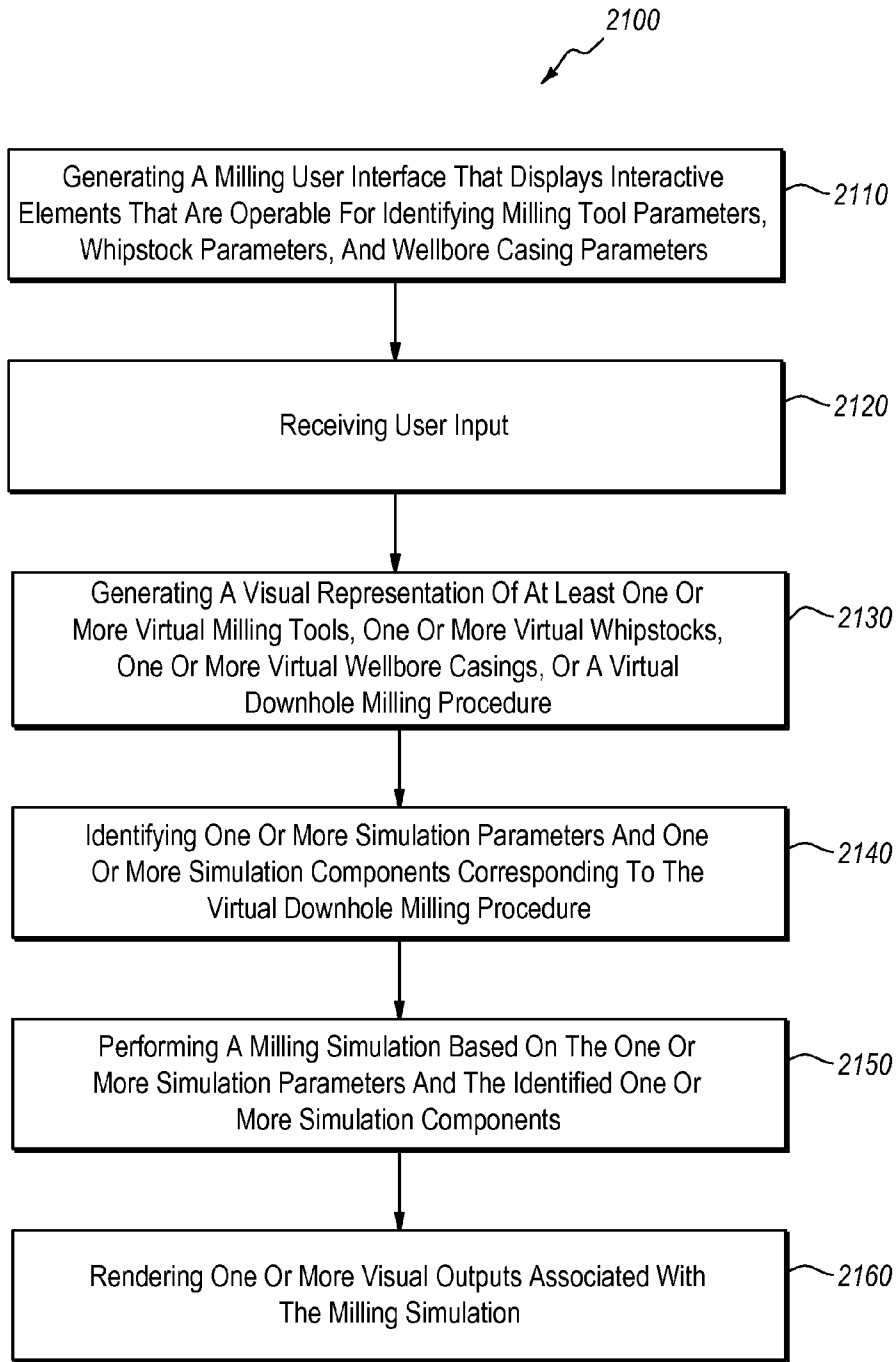 2100
Generating A Milling User Interface That Displays Interactive
Elements That Are Operable For Identifying Milling Tool Parameters,
Whipstock Parameters, And Wellbore Casing Parameters
2110
Receiving User Input
2120
Generating A Visual Representation Of At Least One Or
More Virtual Milling Tools, One Or More Virtual Whipstocks,
One Or More Virtual Wellbore Casings, Or A Virtual
Downhole Milling Procedure
2130
Identifying One Or More Simulation Parameters And One
Or More Simulation Components Corresponding To The
Virtual Downhole Milling Procedure
2140
Performing A Milling Simulation Based On The One Or
More Simulation Parameters And The Identified One Or
More Simulation Components
2150
Rendering One Or More Visual Outputs Associated With
The Milling Simulation
2160